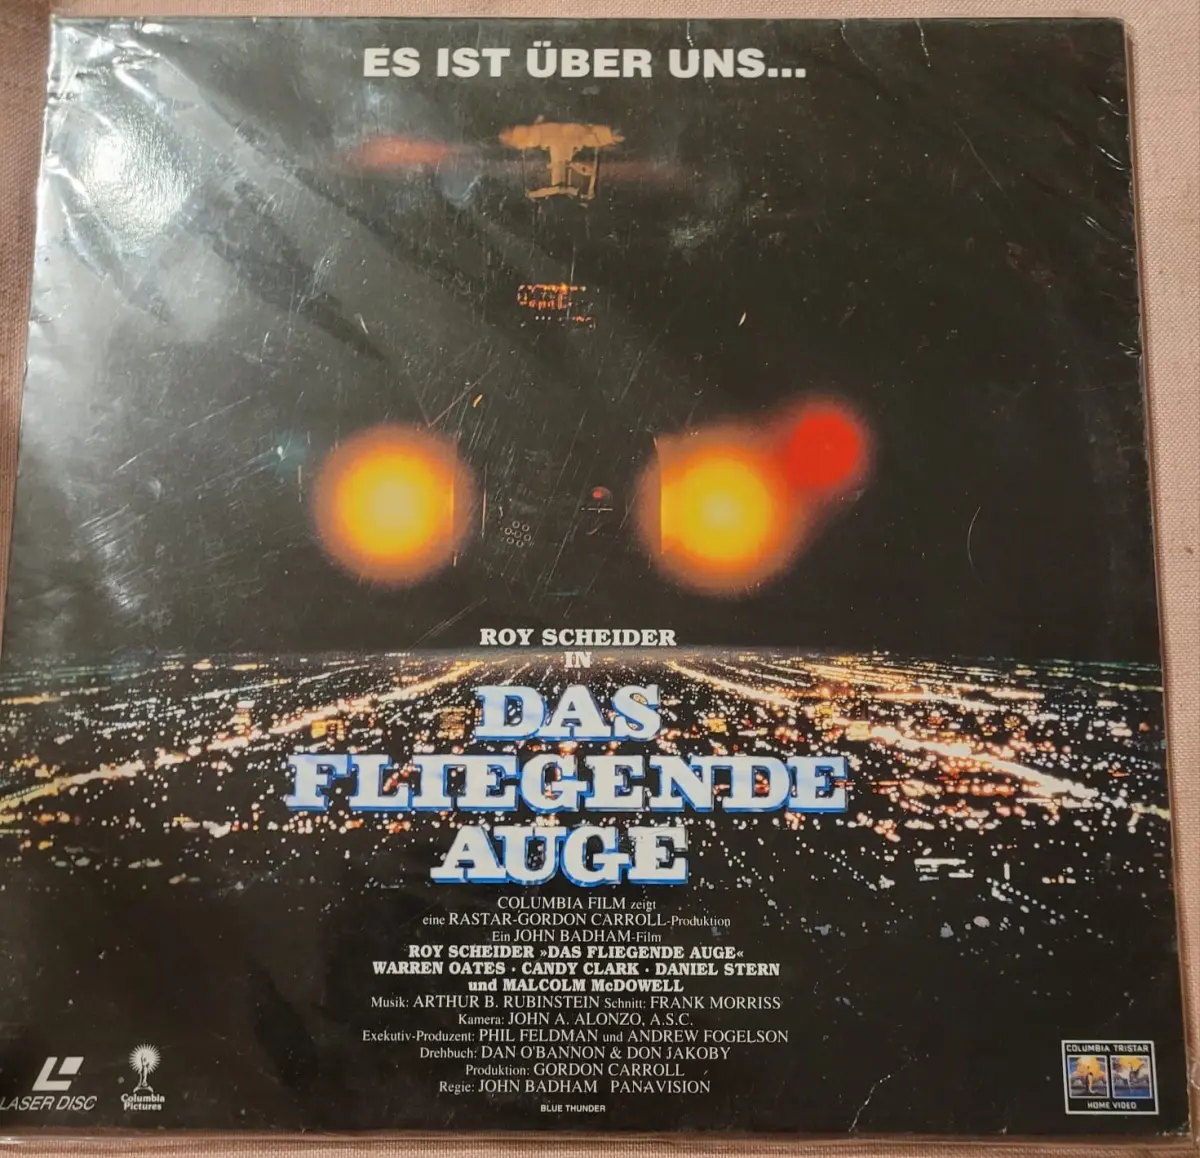 ES IST ÜBER UNS...
ROY SCHEIDER
IN
DAS
FLIEGENDE
AUGE
COLUMBIA FILM zeigt
eine RASTAR-GORDON CARROLL-Produktion
Ein JOHN BADHAM-Film
ROY SCHEIDER »DAS FLIEGENDE AUGE«
WARREN OATES · CANDY CLARK · DANIEL STERN
und MALCOLM McDOWELL
Musik: ARTHUR B. RUBINSTEIN Schnitt: FRANK MORRISS
Kamera: JOHN A. ALONZO, A.S.C.
Exekutiv-Produzent: PHIL FELDMAN und ANDREW FOGELSON
Drehbuch: DAN O'BANNON & DON JAKOBY
Produktion: GORDON CARROLL
Regie: JOHN BADHAM PANAVISION
BLUE THUNDER
LASER DISC
Columbia
Pictures
COLUMBIA TRISTAR
HOME VIDEO